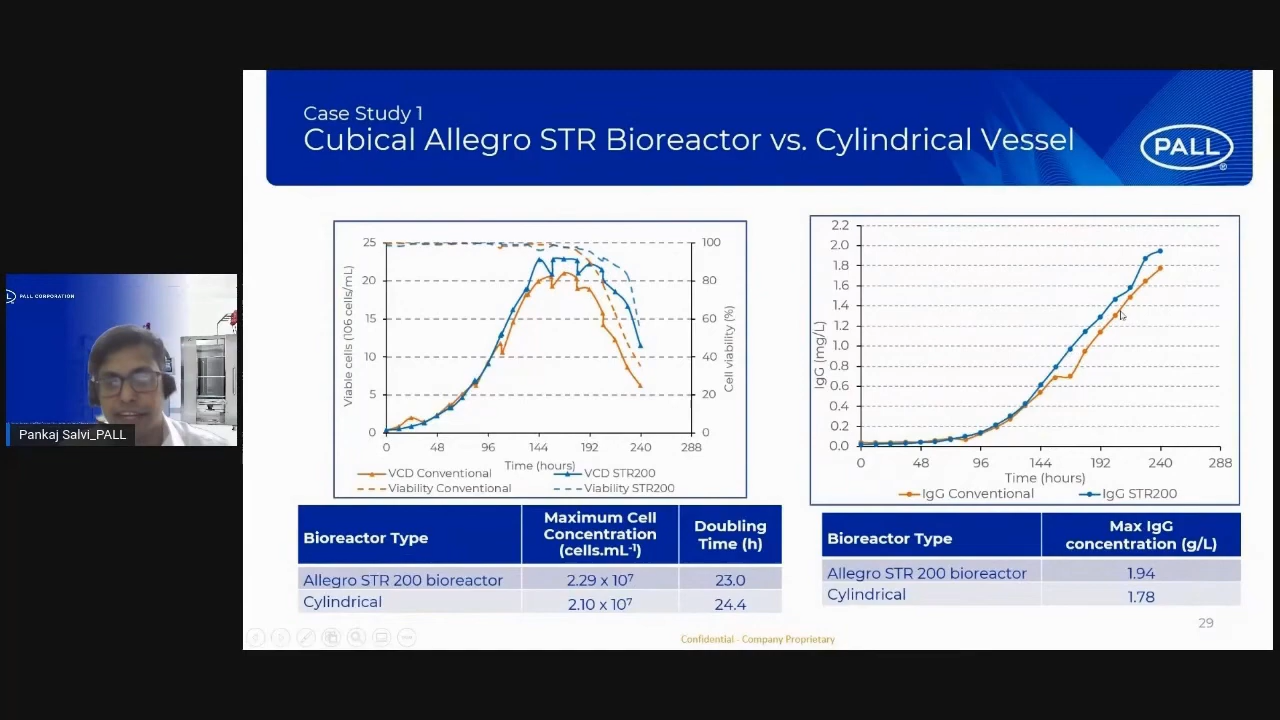 Case Study 1
Cubical Allegro STR Bioreactor vs. Cylindrical Vessel
PALL
®
PALL CORPORATION
Pankaj Salvi_PALL
Viable cells (106 cells/mL)
25
20
15
10
5
0
100
80
60
40
20
0
Cell viability (%)
0 48 96 144 192 240 288
Time (hours)
VCD Conventional VCD STR200
Viability Conventional Viability STR200
IgG (mg/L)
2.2
2.0
1.8
1.6
1.4
1.2
1.0
0.8
0.6
0.4
0.2
0.0
0 48 96 144 192 240 288
Time (hours)
IgG Conventional IgG STR200
Bioreactor Type Maximum Cell Concentration (cells.mL⁻¹) Doubling Time (h)
Allegro STR 200 bioreactor 2.29 x 10⁷ 23.0
Cylindrical 2.10 x 10⁷ 24.4
Bioreactor Type Max IgG concentration (g/L)
Allegro STR 200 bioreactor 1.94
Cylindrical 1.78
29
Confidential - Company Proprietary